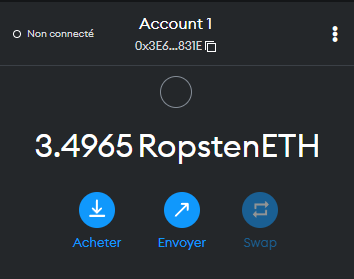 Account 1
Non connecté
0x3E6...831E
3.4965 RopstenETH
Acheter
Envoyer
Swap